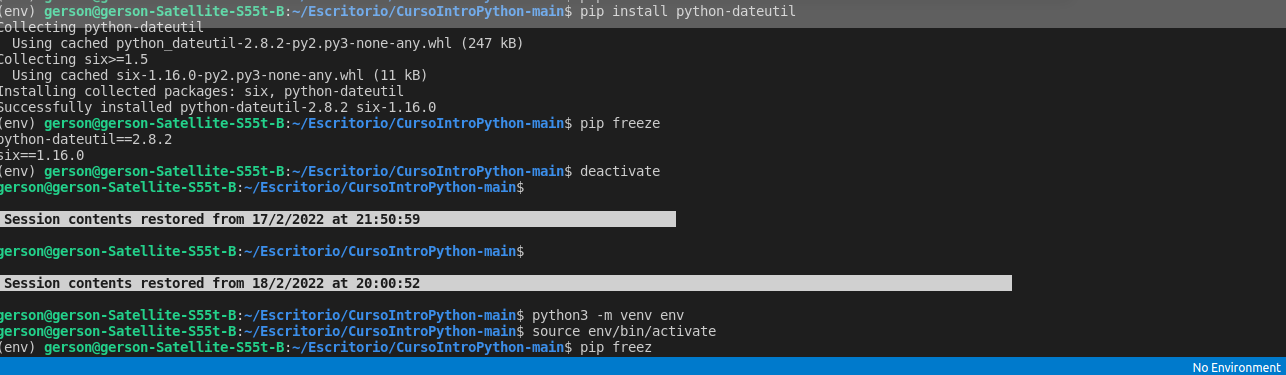 (env) gerson@gerson-Satellite-S55t-B:~/Escritorio/CursoIntroPython-main$ pip install python-dateutil
Collecting python-dateutil
  Using cached python_dateutil-2.8.2-py2.py3-none-any.whl (247 kB)
Collecting six>=1.5
  Using cached six-1.16.0-py2.py3-none-any.whl (11 kB)
Installing collected packages: six, python-dateutil
Successfully installed python-dateutil-2.8.2 six-1.16.0
(env) gerson@gerson-Satellite-S55t-B:~/Escritorio/CursoIntroPython-main$ pip freeze
python-dateutil==2.8.2
six==1.16.0
(env) gerson@gerson-Satellite-S55t-B:~/Escritorio/CursoIntroPython-main$ deactivate
gerson@gerson-Satellite-S55t-B:~/Escritorio/CursoIntroPython-main$
Session contents restored from 17/2/2022 at 21:50:59
gerson@gerson-Satellite-S55t-B:~/Escritorio/CursoIntroPython-main$
Session contents restored from 18/2/2022 at 20:00:52
gerson@gerson-Satellite-S55t-B:~/Escritorio/CursoIntroPython-main$ python3 -m venv env
gerson@gerson-Satellite-S55t-B:~/Escritorio/CursoIntroPython-main$ source env/bin/activate
(env) gerson@gerson-Satellite-S55t-B:~/Escritorio/CursoIntroPython-main$ pip freez
No Environment